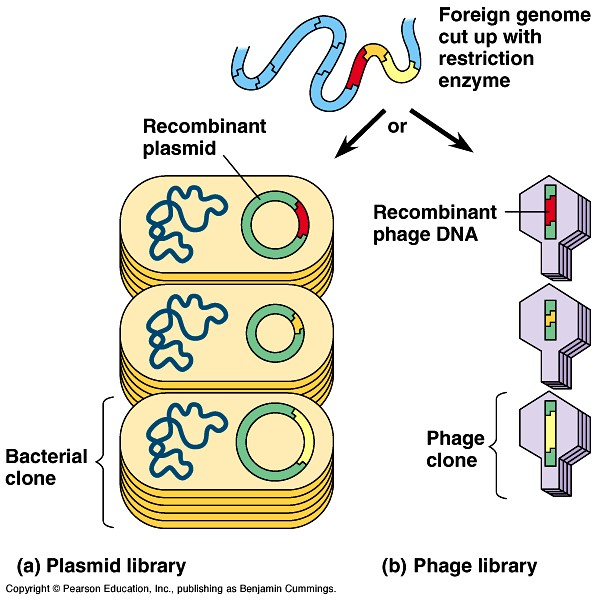 Foreign genome
cut up with
restriction
enzyme
or
Recombinant
plasmid
Recombinant
phage DNA
Bacterial
clone
Phage
clone
(a) Plasmid library
(b) Phage library
Copyright © Pearson Education, Inc., publishing as Benjamin Cummings.